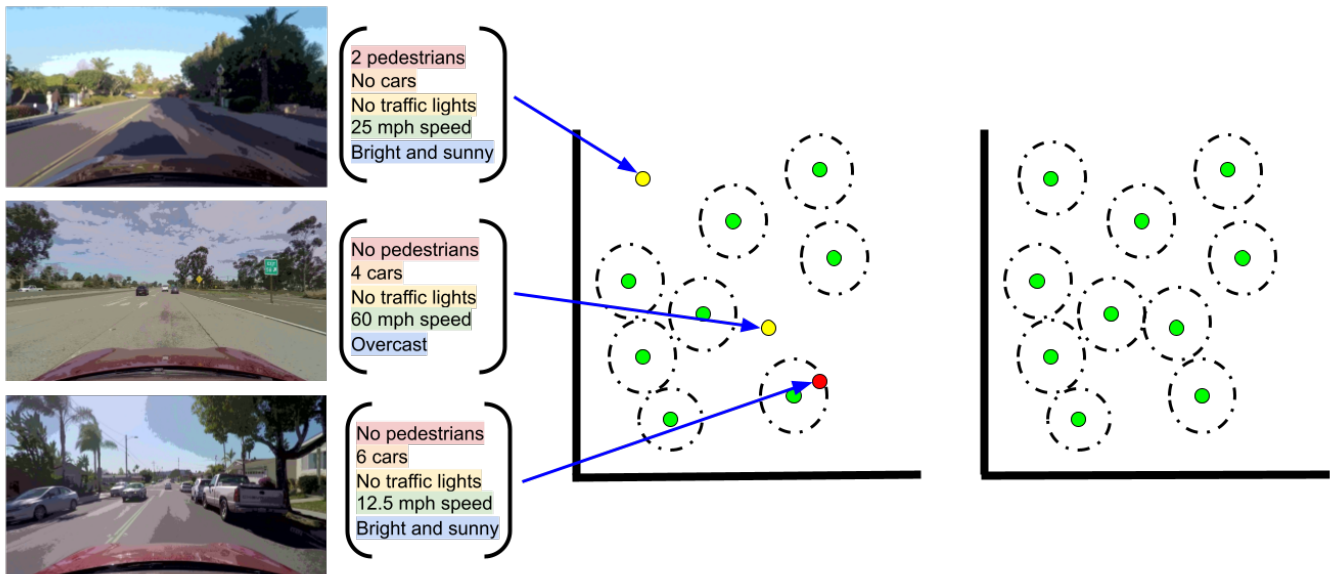 2 pedestrians
No cars
No traffic lights
25 mph speed
Bright and sunny
No pedestrians
4 cars
No traffic lights
60 mph speed
Overcast
No pedestrians
6 cars
No traffic lights
12.5 mph speed
Bright and sunny